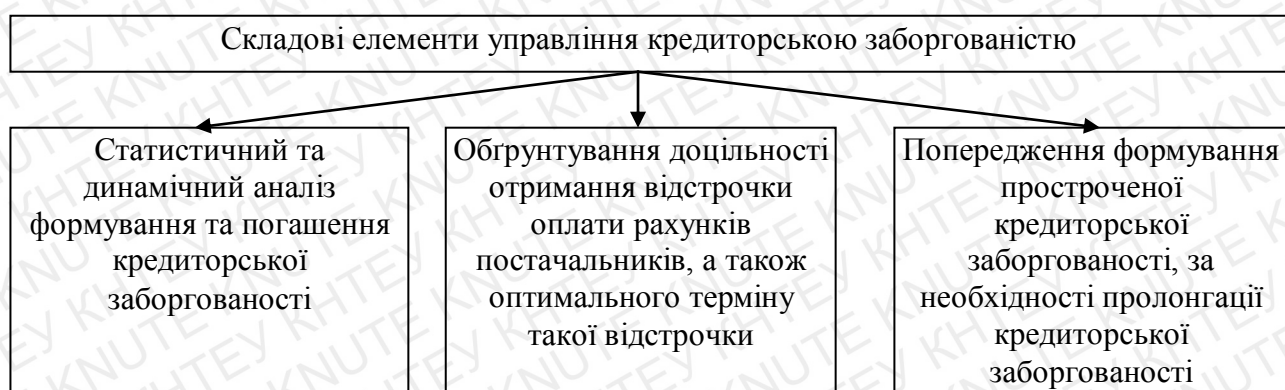 Складові елементи управління кредиторською заборгованістю
Статистичний та
динамічний аналіз
формування та погашення
кредиторської
заборгованості
Обґрунтування доцільності
отримання відстрочки
оплати рахунків
постачальників, а також
оптимального терміну
такої відстрочки
Попередження формування
простроченої
кредиторської
заборгованості, за
необхідності пролонгації
кредиторської
заборгованості